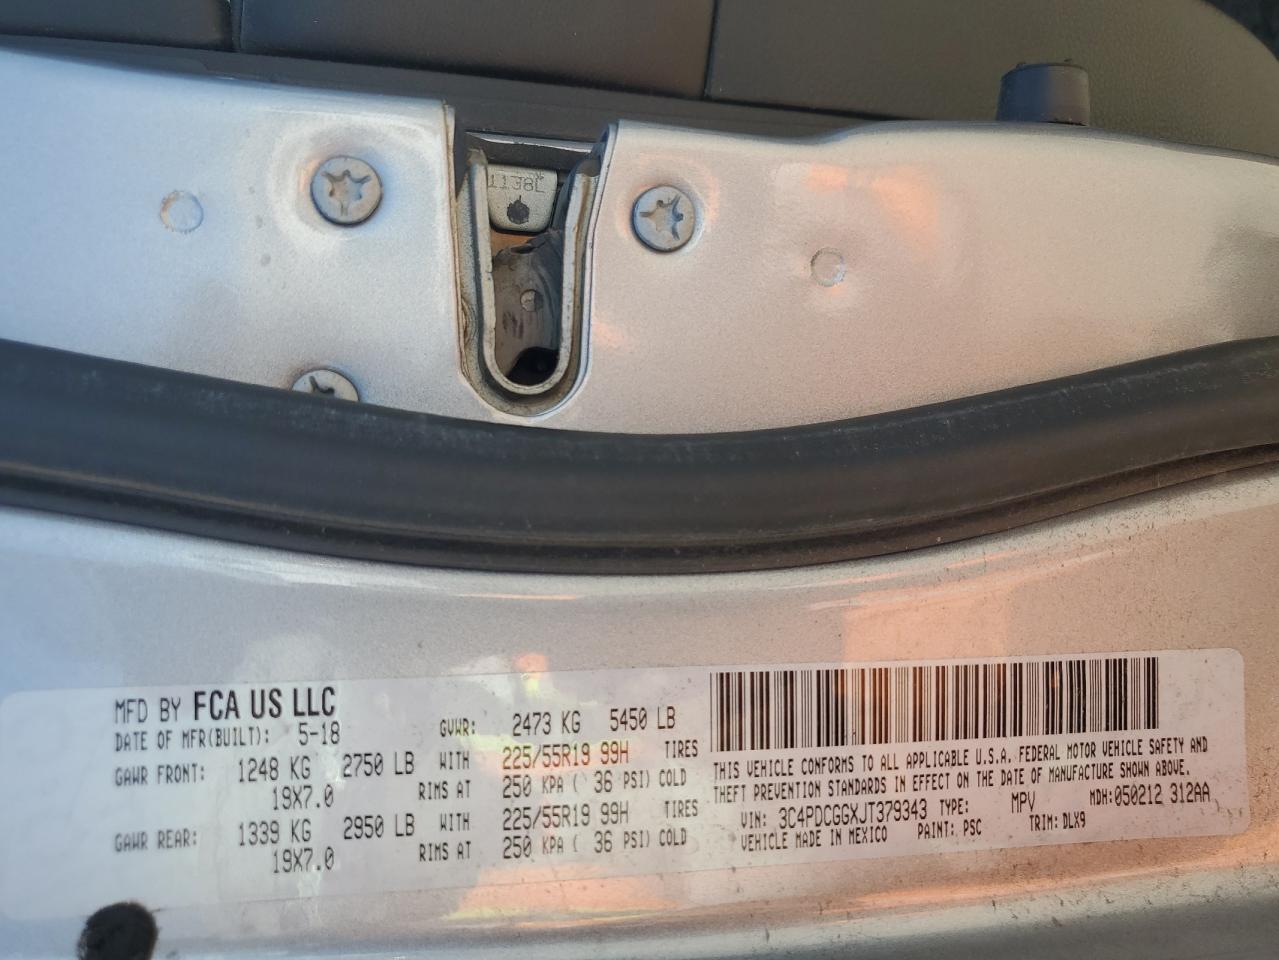 1138L
MFD BY FCA US LLC
DATE OF MFR(BUILT): 5-18 GVWR: 2473 KG 5450 LB
GAWR FRONT: 1248 KG 2750 LB WITH 225/55R19 99H TIRES
19X7.0 RIMS AT 250 KPA ( 36 PSI) COLD
GAWR REAR: 1339 KG 2950 LB WITH 225/55R19 99H TIRES
19X7.0 RIMS AT 250 KPA ( 36 PSI) COLD
THIS VEHICLE CONFORMS TO ALL APPLICABLE U.S.A. FEDERAL MOTOR VEHICLE SAFETY AND
THEFT PREVENTION STANDARDS IN EFFECT ON THE DATE OF MANUFACTURE SHOWN ABOVE.
VIN: 3C4PDCGGXJT379343 TYPE: MPV MDH:050212 312AA
VEHICLE MADE IN MEXICO PAINT: PSC TRIM: DLX9